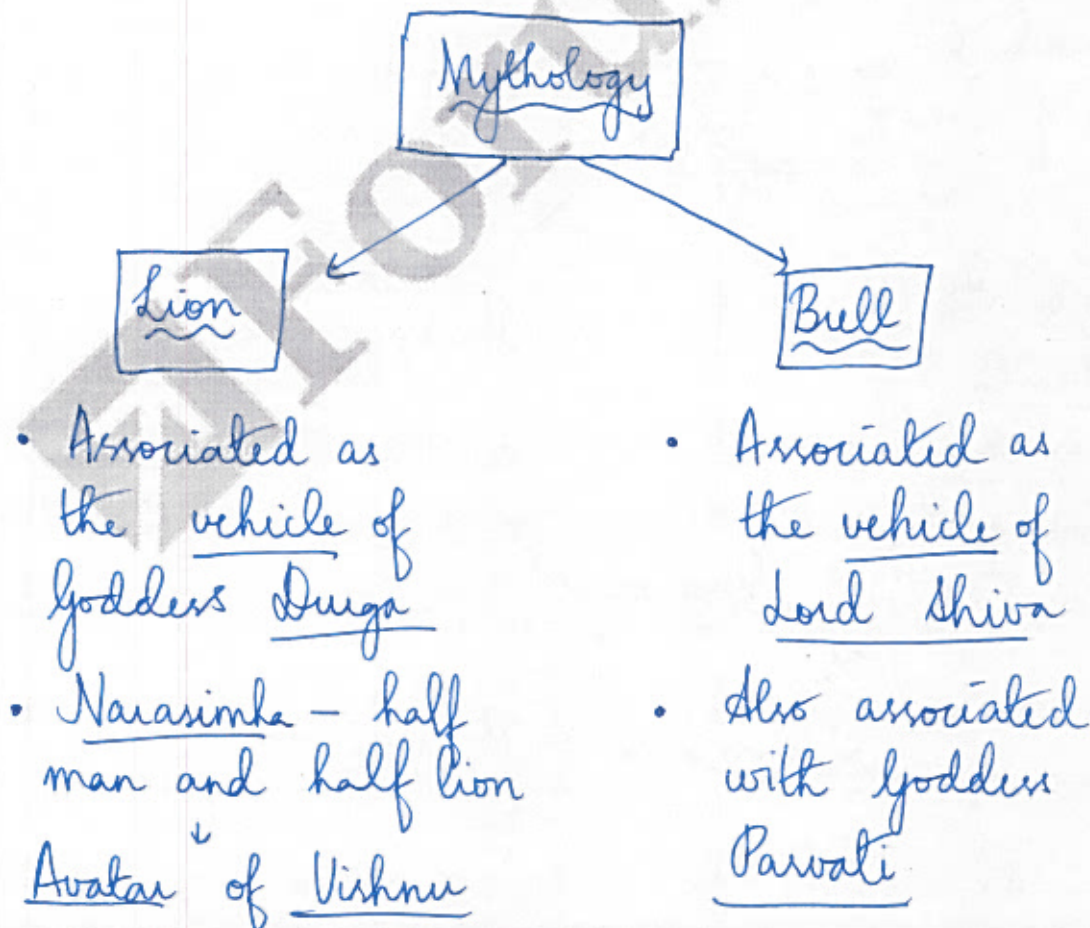 Mythology
Lion
• Associated as
the vehicle of
Goddess Durga
• Narasimha – half
man and half lion
↓
Avatar of Vishnu
Bull
• Associated as
the vehicle of
Lord Shiva
• Also associated
with Goddess
Parvati